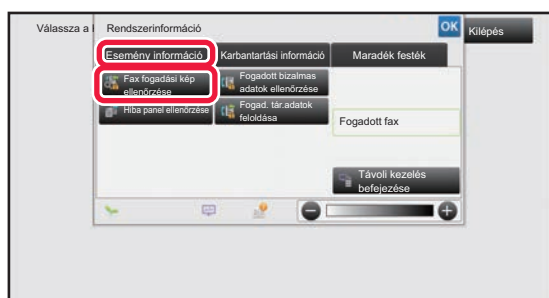 Válassza a
Rendszerinformáció
OK
Kilépés
Esemény információ
Karbantartási információ
Maradék festék
Fax fogadási kép
ellenőrzése
Fogadott bizalmas
adatok ellenőrzése
Hiba panel ellenőrzése
Fogad. tár.adatok
feloldása
Fogadott fax
Távoli kezelés
befejezése